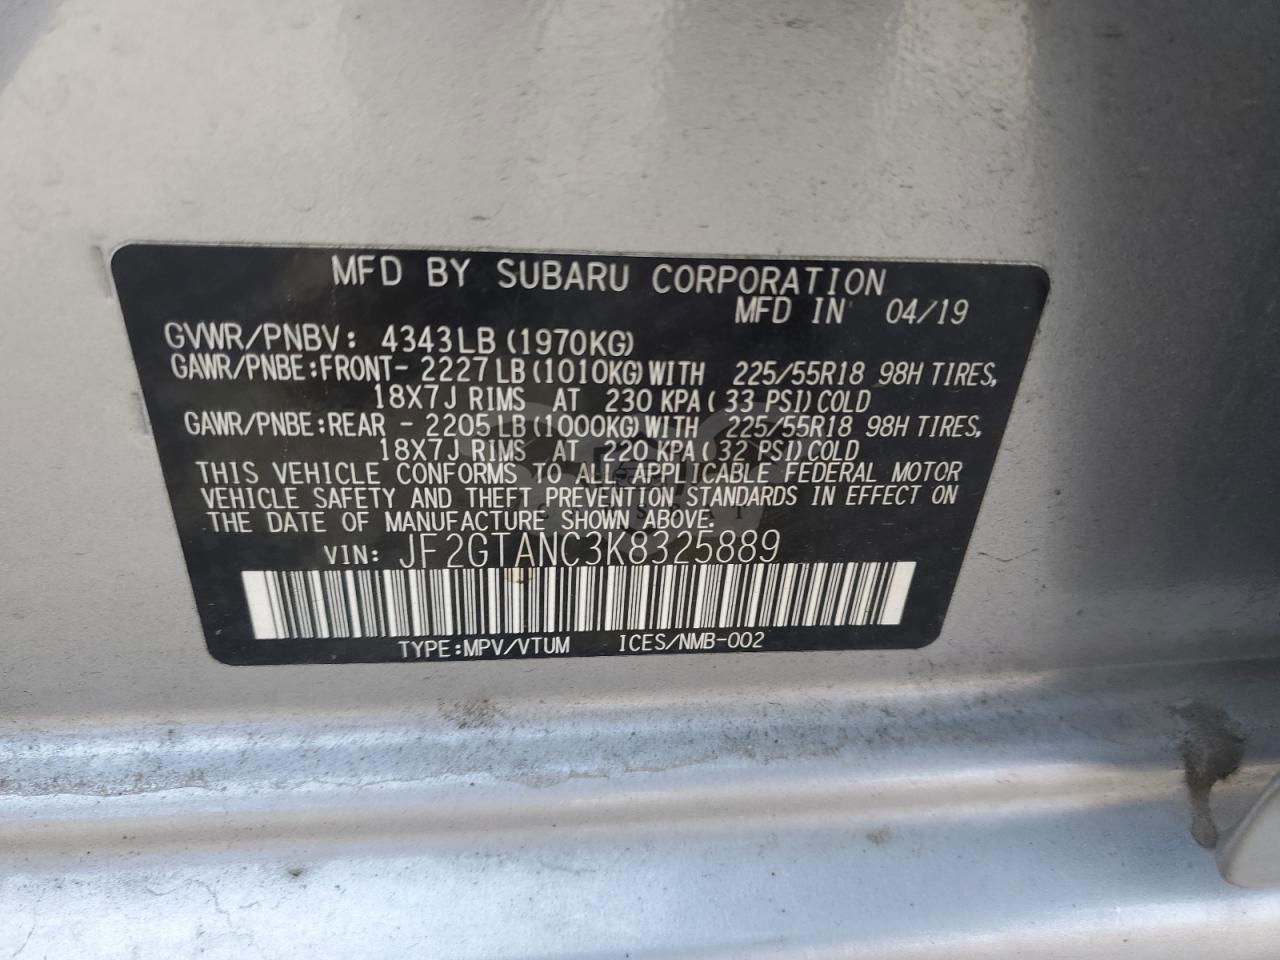 MFD BY SUBARU CORPORATION
MFD IN 04/19
GVWR/PNBV: 4343LB (1970KG)
GAWR/PNBE:FRONT- 2227LB(1010KG)WITH 225/55R18 98H TIRES,
18X7J RIMS AT 230 KPA( 33 PSI)COLD
GAWR/PNBE:REAR - 2205LB(1000KG)WITH 225/55R18 98H TIRES,
18X7J RIMS AT 220 KPA( 32 PSI)COLD
THIS VEHICLE CONFORMS TO ALL APPLICABLE FEDERAL MOTOR
VEHICLE SAFETY AND THEFT PREVENTION STANDARDS IN EFFECT ON
THE DATE OF MANUFACTURE SHOWN ABOVE.
VIN: JF2GTANC3K8325889
TYPE:MPV/VTUM ICES/NMB-002